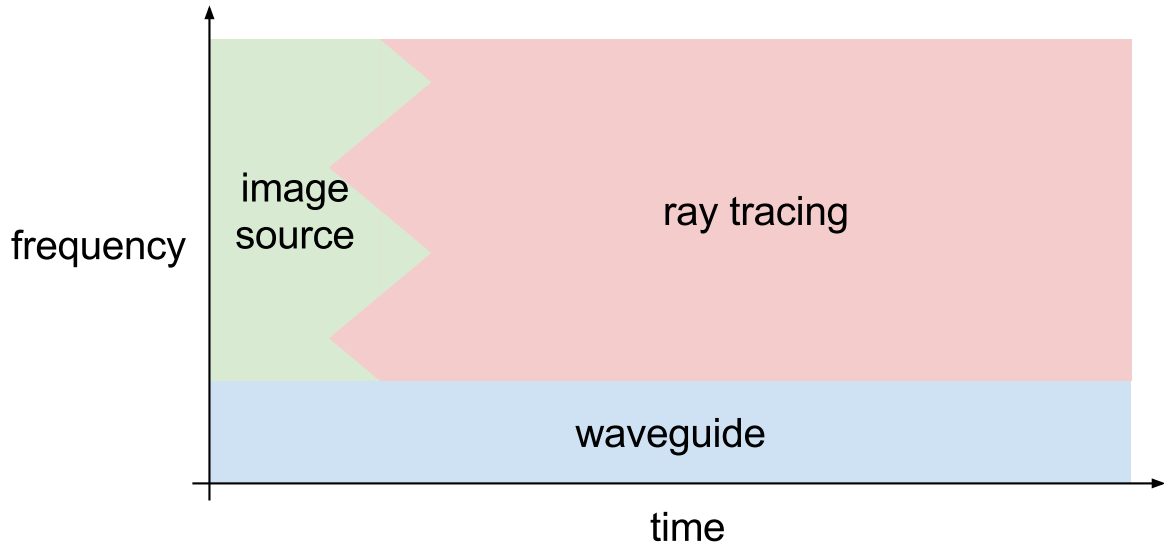 image
source
ray tracing
frequency
waveguide
time